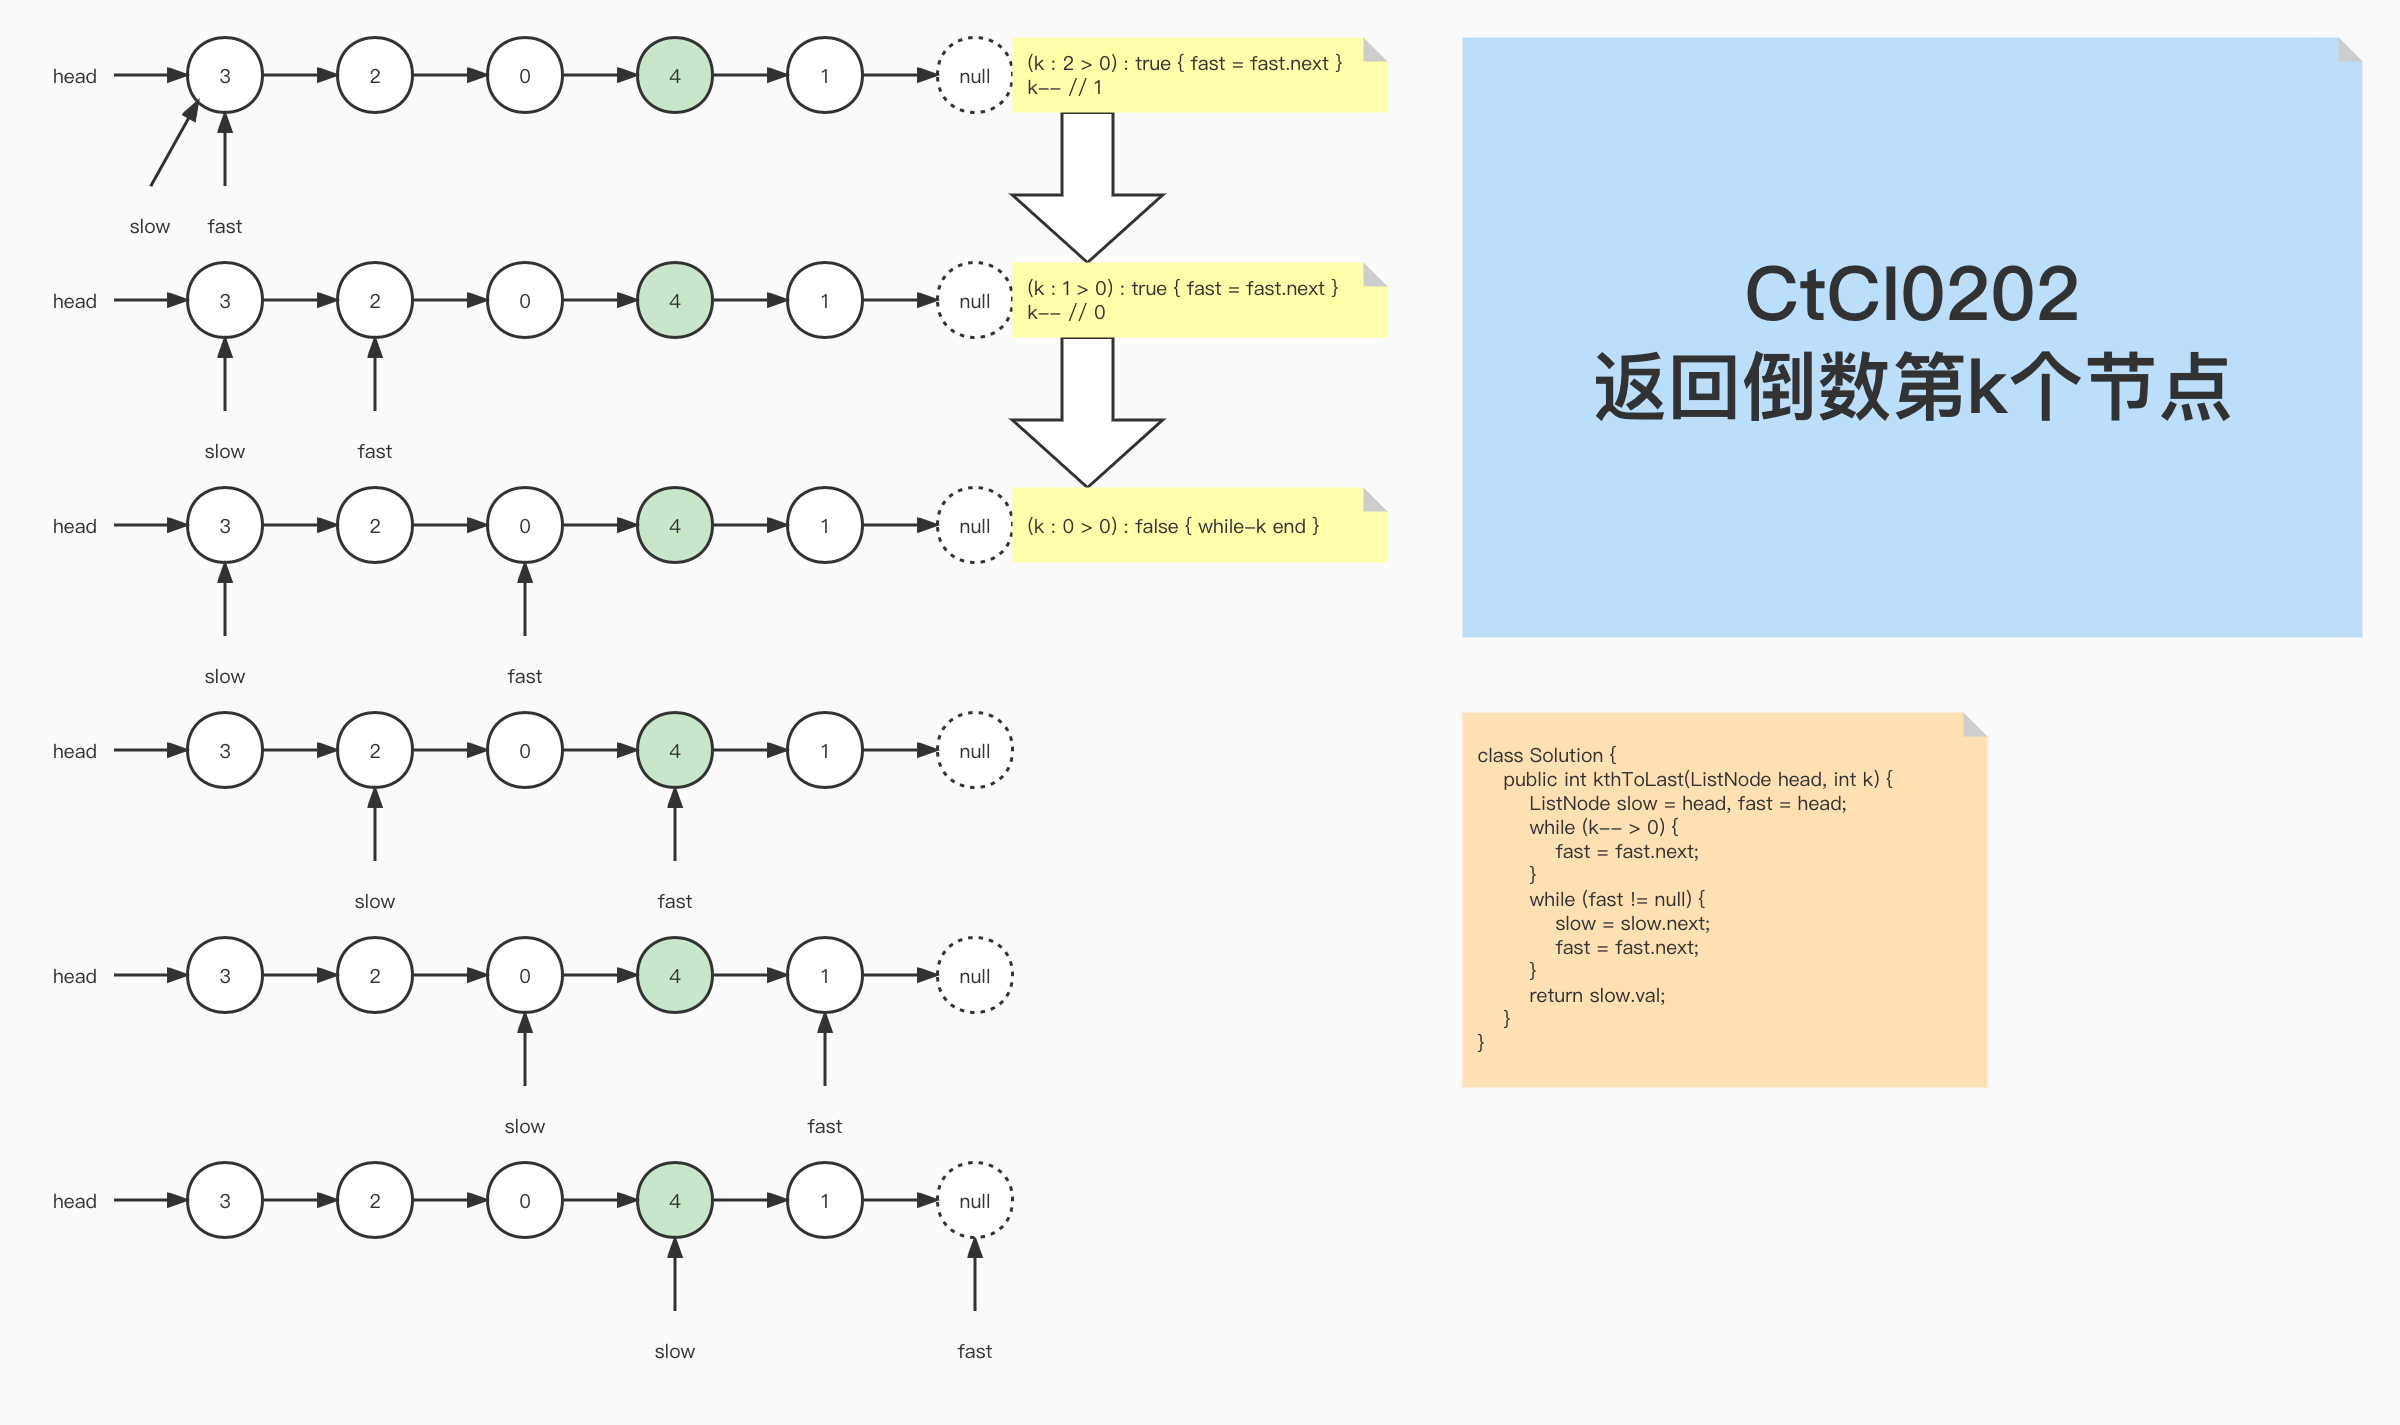 head 3 2 0 4 1 null
(k : 2 > 0) : true { fast = fast.next }
k-- // 1
slow fast
head 3 2 0 4 1 null
(k : 1 > 0) : true { fast = fast.next }
k-- // 0
slow fast
head 3 2 0 4 1 null
(k : 0 > 0) : false { while-k end }
slow fast
head 3 2 0 4 1 null
slow fast
head 3 2 0 4 1 null
slow fast
head 3 2 0 4 1 null
slow fast
CtCI0202
返回倒数第k个节点
class Solution {
public int kthToLast(ListNode head, int k) {
ListNode slow = head, fast = head;
while (k-- > 0) {
fast = fast.next;
}
while (fast != null) {
slow = slow.next;
fast = fast.next;
}
return slow.val;
}
}